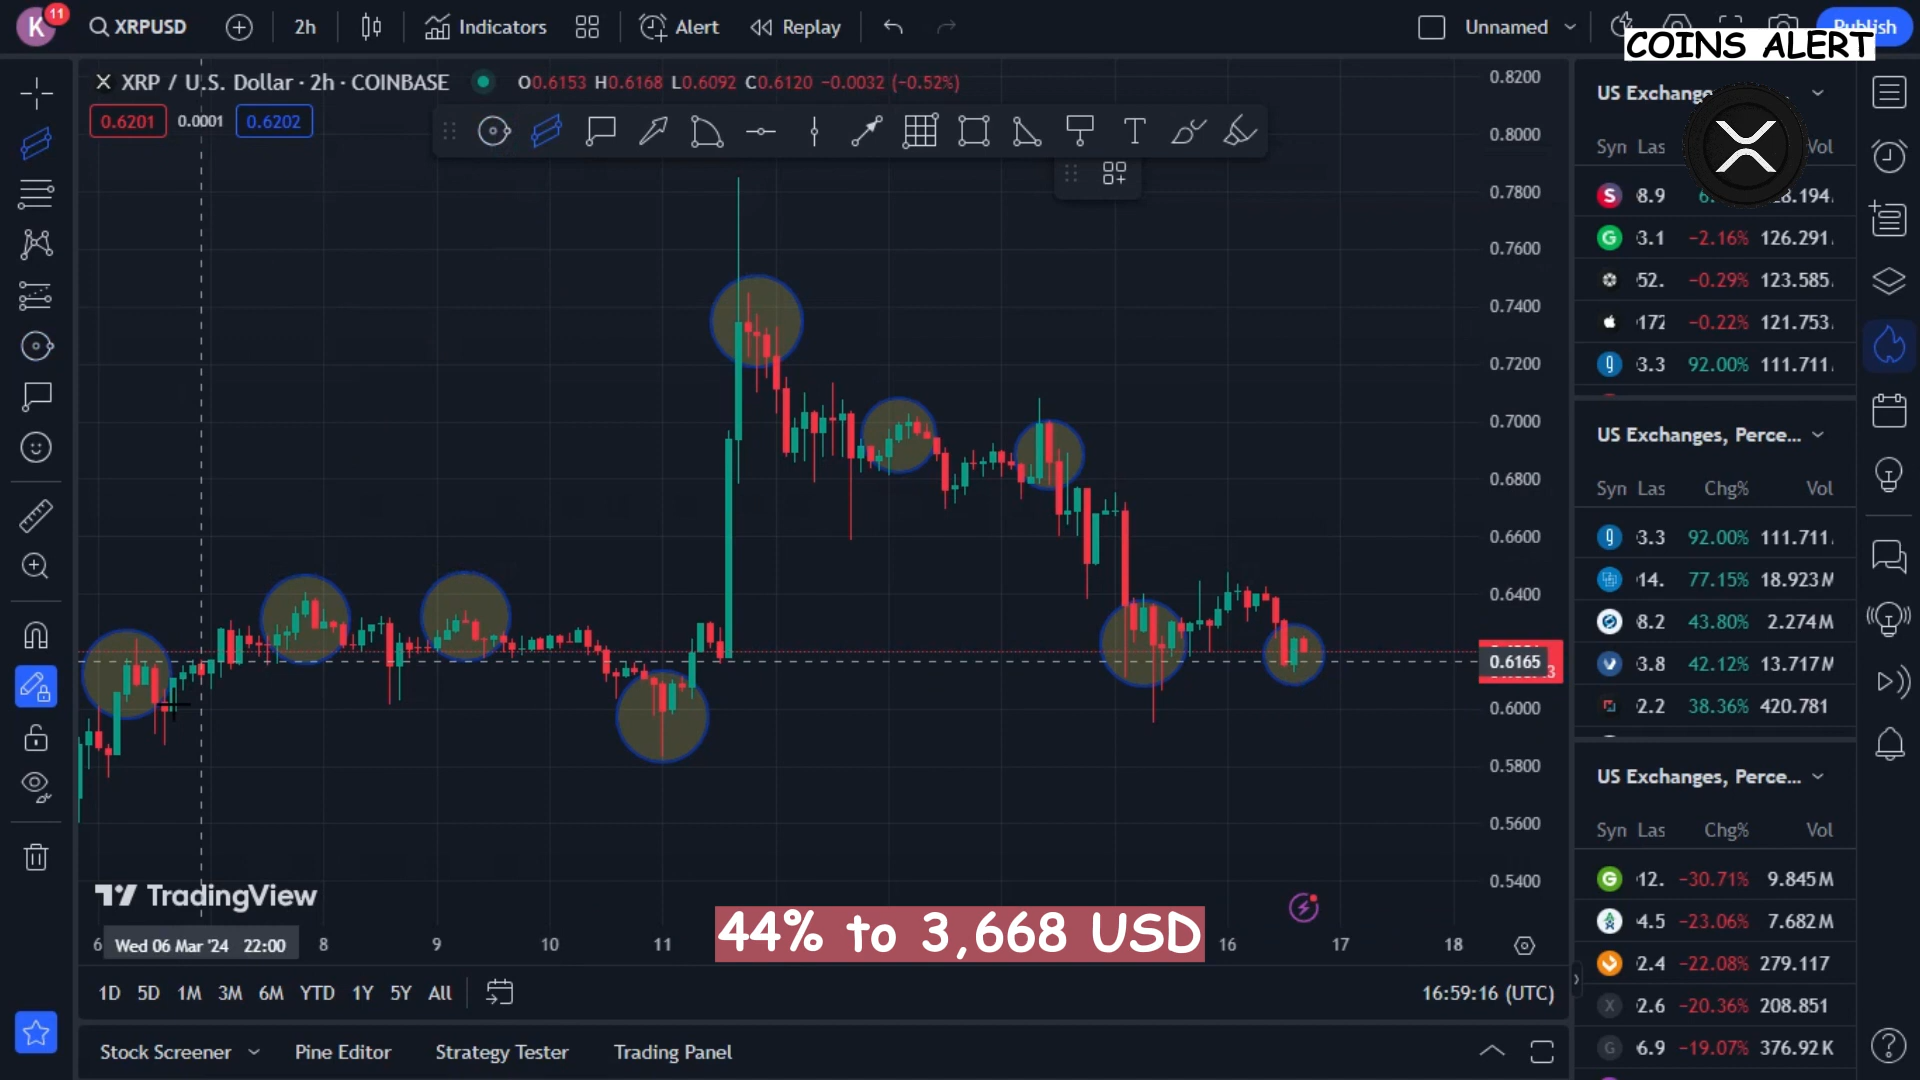 K 11 XRPUSD 2h Indicators Alert Replay Unnamed Publish
COINS ALERT
XRP / U.S. Dollar · 2h · COINBASE O0.6153 H0.6168 L0.6092 C0.6120 −0.0032 (−0.52%)
0.6201 0.0001 0.6202
0.8200
0.8000
0.7800
0.7600
0.7400
0.7200
0.7000
0.6800
0.6600
0.6400
0.6165
0.6000
0.5800
0.5600
0.5400
TradingView
44% to 3,668 USD
6 Wed 06 Mar '24 22:00 8 9 10 11 16 17 18
1D 5D 1M 3M 6M YTD 1Y 5Y All 16:59:16 (UTC)
Stock Screener Pine Editor Strategy Tester Trading Panel
US Exchange
Syn Las Vol
S 8.9
G 3.1 −2.16% 126.291
52. −0.29% 123.585
172 −0.22% 121.753
3.3 92.00% 111.711
US Exchanges, Perce...
Syn Las Chg% Vol
3.3 92.00% 111.711
14. 77.15% 18.923M
8.2 43.80% 2.274M
3.8 42.12% 13.717M
2.2 38.36% 420.781
US Exchanges, Perce...
Syn Las Chg% Vol
G 12. −30.71% 9.845M
4.5 −23.06% 7.682M
2.4 −22.08% 279.117
X 2.6 −20.36% 208.851
G 6.9 −19.07% 376.92K